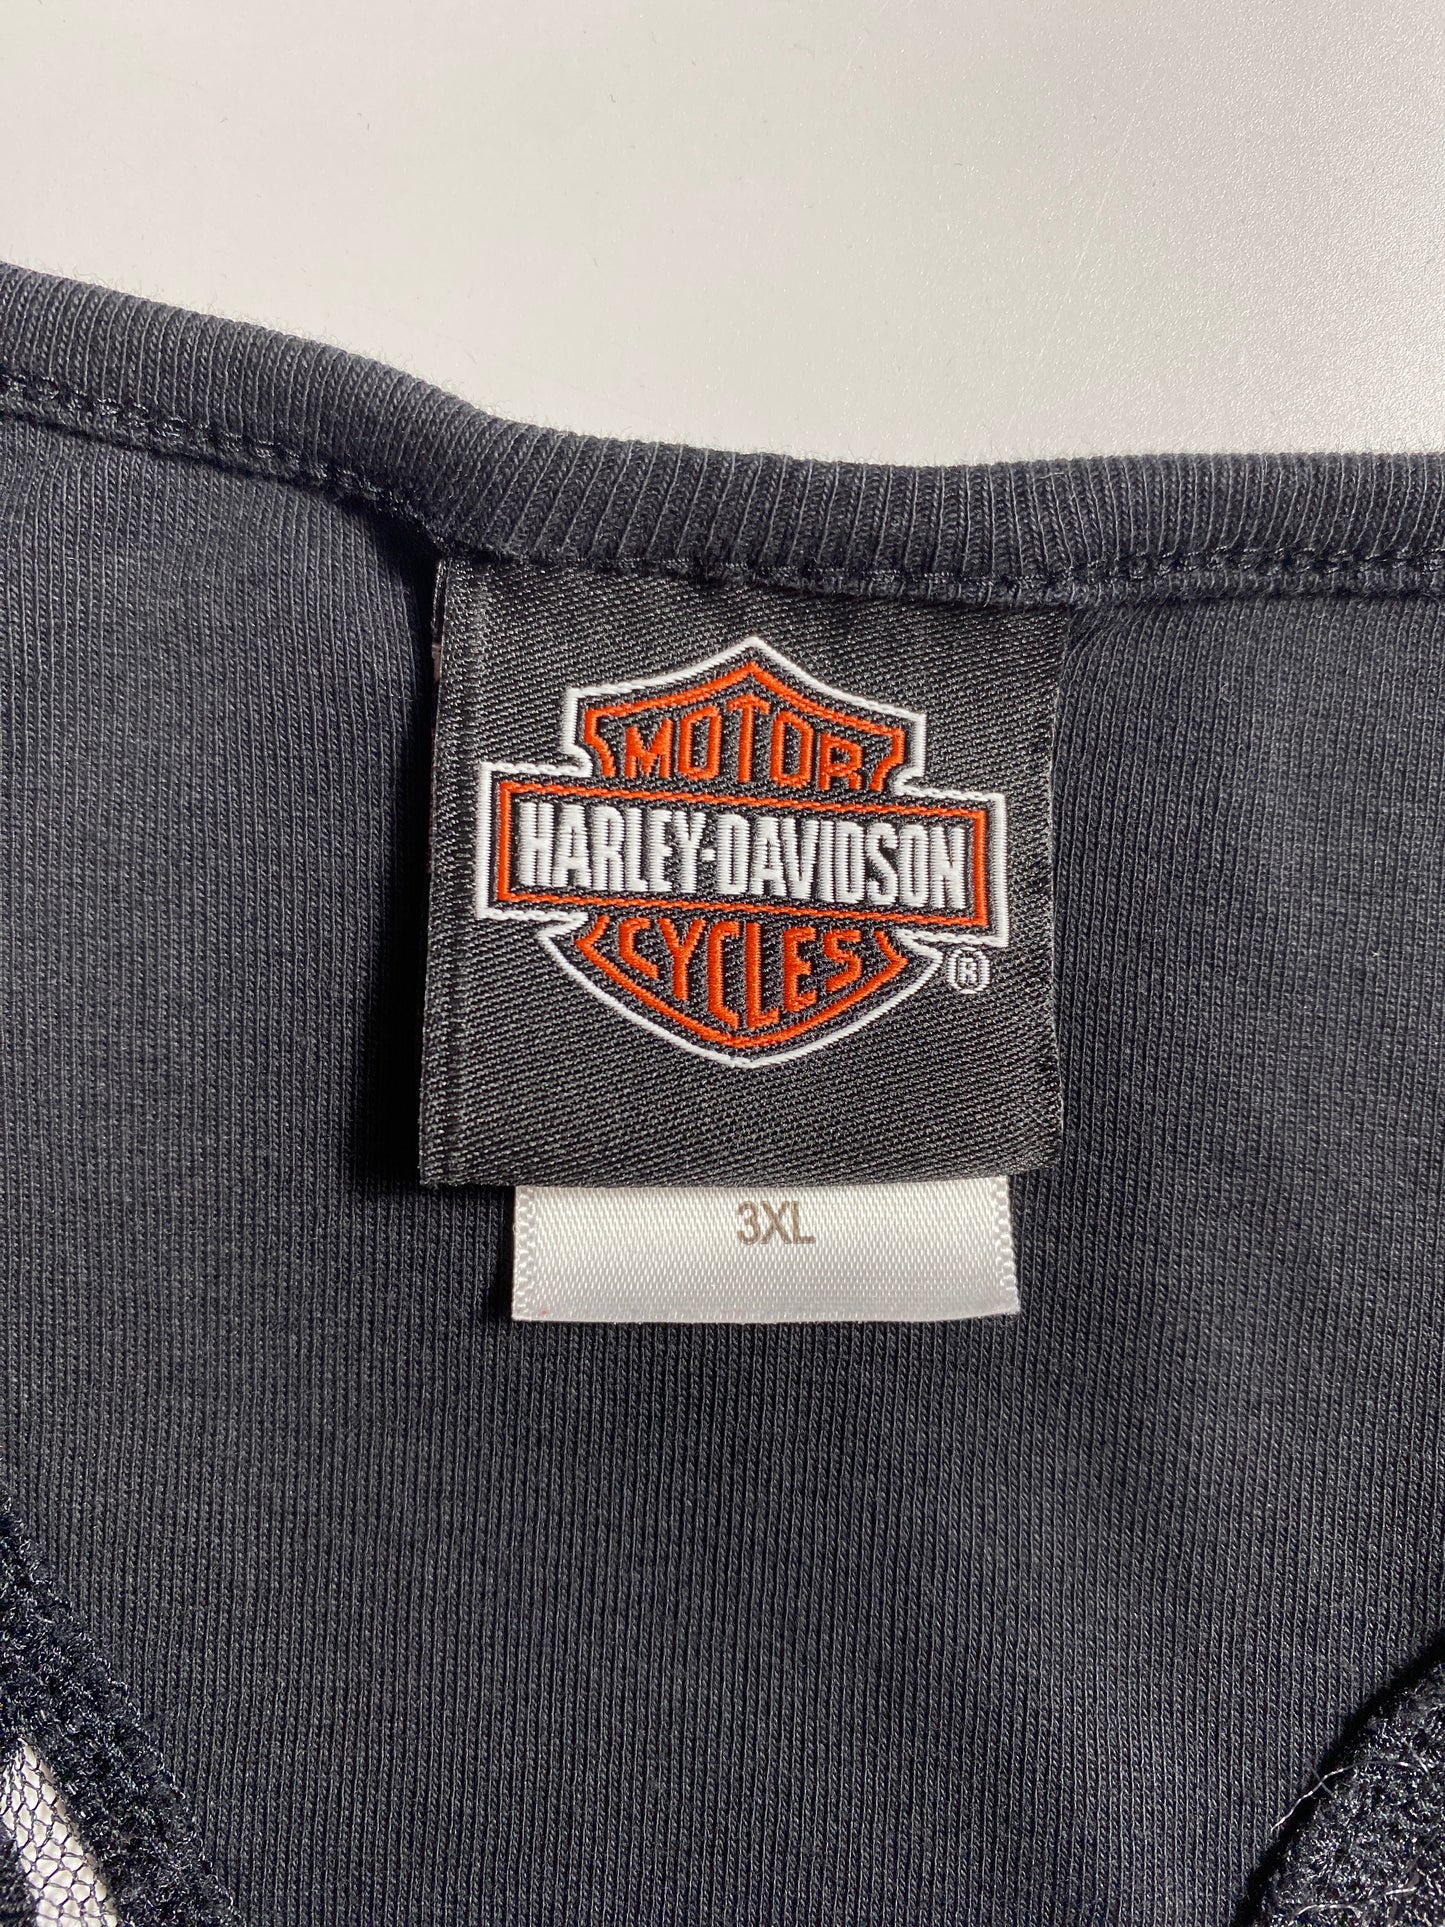 MOTOR
HARLEY-DAVIDSON
CYCLES
®
3XL